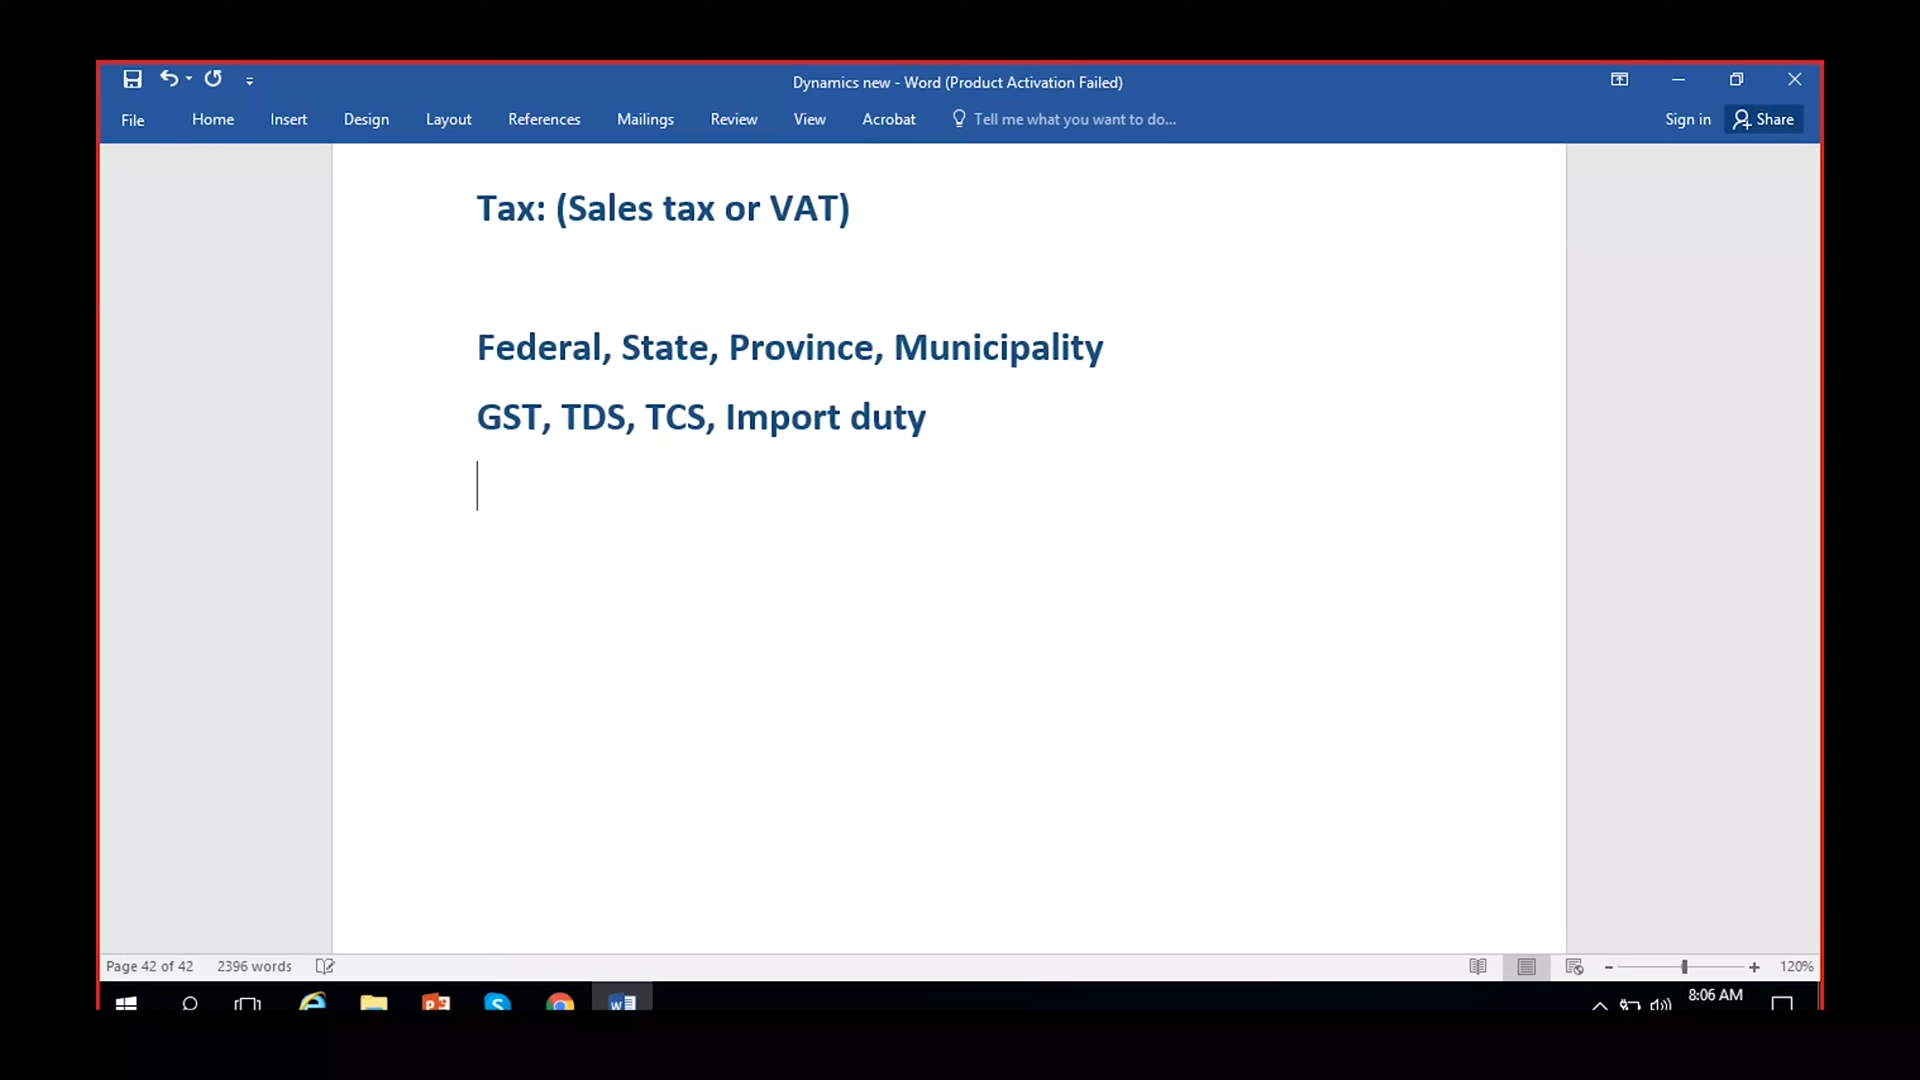 Dynamics new - Word (Product Activation Failed)
File Home Insert Design Layout References Mailings Review View Acrobat Tell me what you want to do... Sign in Share
Tax: (Sales tax or VAT)
Federal, State, Province, Municipality
GST, TDS, TCS, Import duty
Page 42 of 42 2396 words 120%
8:06 AM